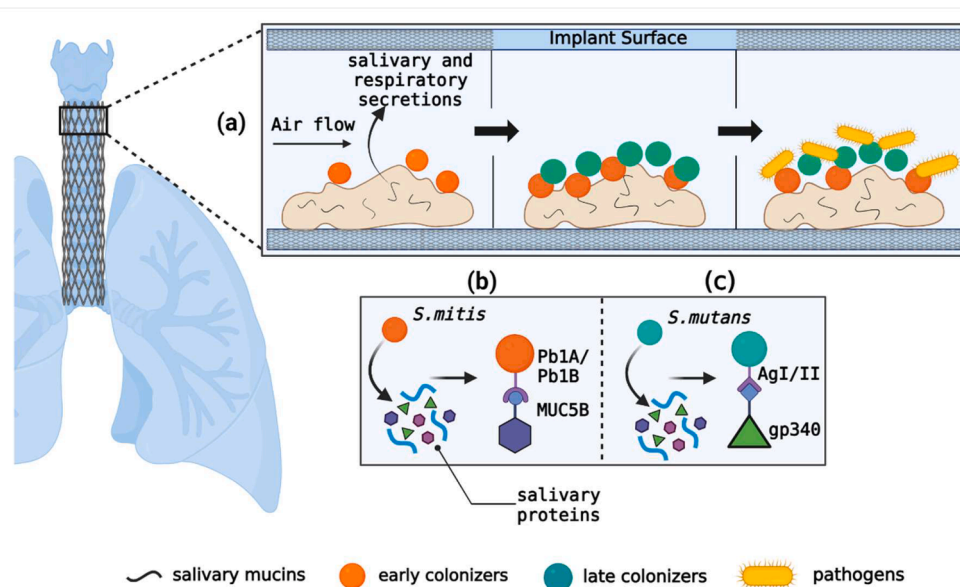 Implant Surface
salivary and
respiratory
secretions
(a)
Air flow
(b)
(c)
S.mitis
Pb1A/
Pb1B
MUC5B
S.mutans
AgI/II
gp340
salivary
proteins
salivary mucins
early colonizers
late colonizers
pathogens